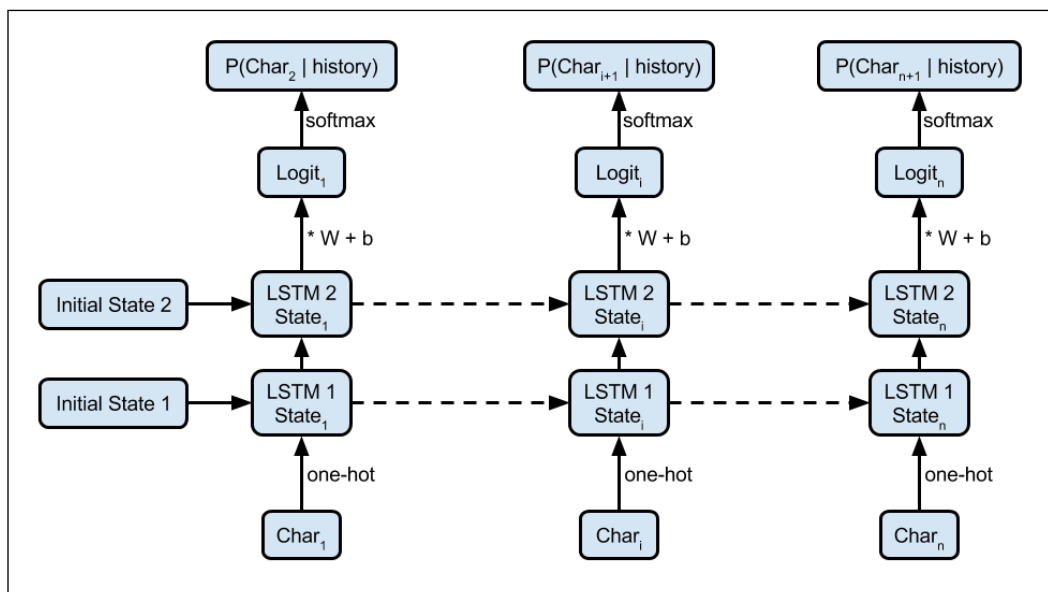 P(Char₂ | history) P(Charᵢ₊₁ | history) P(Charₙ₊₁ | history)
softmax softmax softmax
Logit₁ Logitᵢ Logitₙ
* W + b * W + b * W + b
Initial State 2
LSTM 2
State₁
LSTM 2
Stateᵢ
LSTM 2
Stateₙ
Initial State 1
LSTM 1
State₁
LSTM 1
Stateᵢ
LSTM 1
Stateₙ
one-hot one-hot one-hot
Char₁ Charᵢ Charₙ